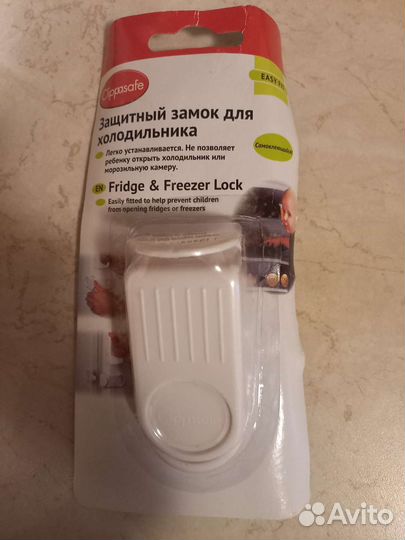 Clippasafe
EASY
Защитный замок для
холодильника
Самоклеящийся
Легко устанавливается. Не позволяет
ребенку открыть холодильник или
морозильную камеру.
EN Fridge & Freezer Lock
Easily fitted to help prevent children
from opening fridges or freezers
Clippasafe
Avito